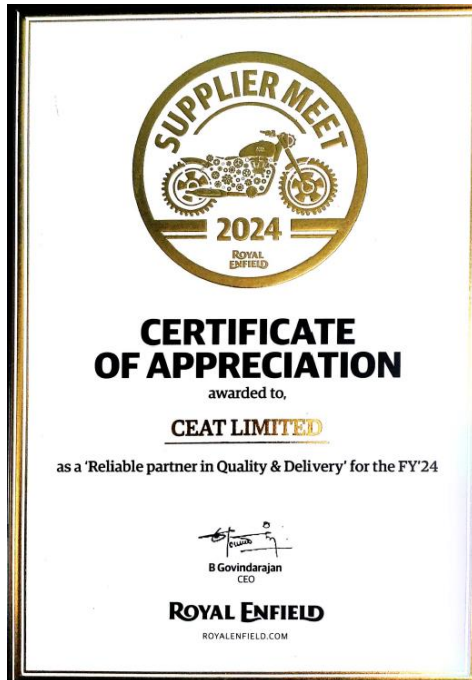 SUPPLIER MEET
2024
ROYAL
ENFIELD
CERTIFICATE
OF APPRECIATION
awarded to,
CEAT LIMITED
as a 'Reliable partner in Quality & Delivery' for the FY'24
B Govindarajan
CEO
ROYAL ENFIELD
ROYALENFIELD.COM